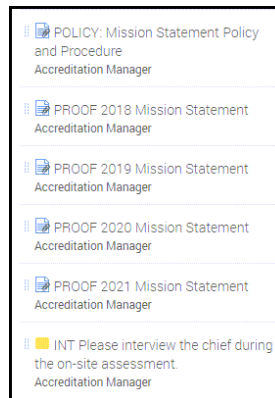 POLICY: Mission Statement Policy
and Procedure
Accreditation Manager
PROOF 2018 Mission Statement
Accreditation Manager
PROOF 2019 Mission Statement
Accreditation Manager
PROOF 2020 Mission Statement
Accreditation Manager
PROOF 2021 Mission Statement
Accreditation Manager
INT Please interview the chief during
the on-site assessment.
Accreditation Manager